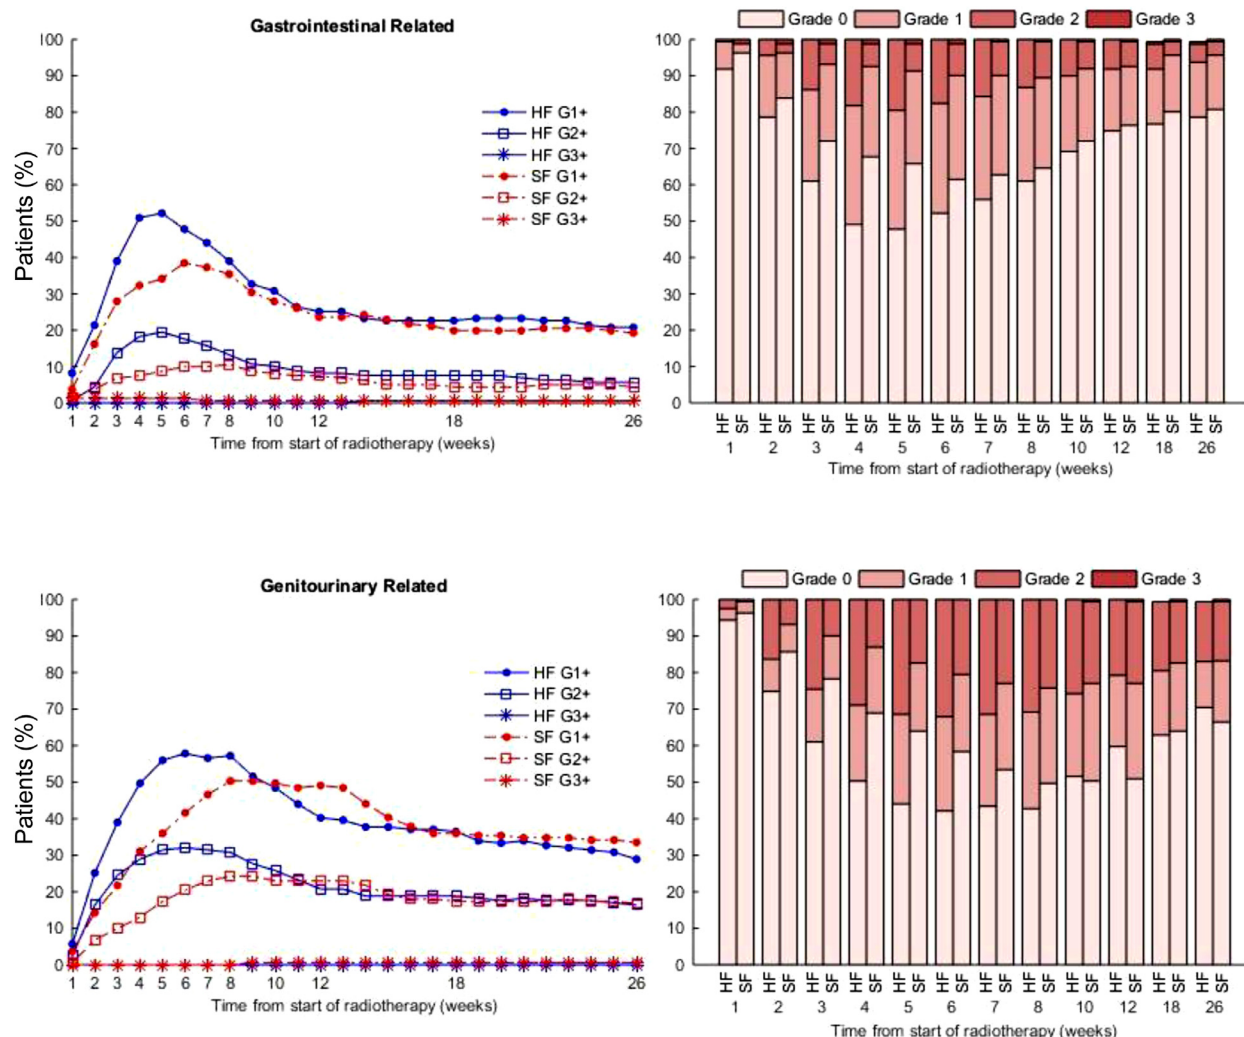 Gastrointestinal Related
Patients (%)
100
90
80
70
60
50
40
30
20
10
0
HF G1+
HF G2+
HF G3+
SF G1+
SF G2+
SF G3+
1 2 3 4 5 6 7 8 10 12 18 26
Time from start of radiotherapy (weeks)
Grade 0 Grade 1 Grade 2 Grade 3
100
90
80
70
60
50
40
30
20
10
0
HF SF HF SF HF SF HF SF HF SF HF SF HF SF HF SF HF SF HF SF HF SF HF SF
1 2 3 4 5 6 7 8 10 12 18 26
Time from start of radiotherapy (weeks)
Genitourinary Related
Patients (%)
100
90
80
70
60
50
40
30
20
10
0
HF G1+
HF G2+
HF G3+
SF G1+
SF G2+
SF G3+
1 2 3 4 5 6 7 8 10 12 18 26
Time from start of radiotherapy (weeks)
Grade 0 Grade 1 Grade 2 Grade 3
100
90
80
70
60
50
40
30
20
10
0
HF SF HF SF HF SF HF SF HF SF HF SF HF SF HF SF HF SF HF SF HF SF HF SF
1 2 3 4 5 6 7 8 10 12 18 26
Time from start of radiotherapy (weeks)